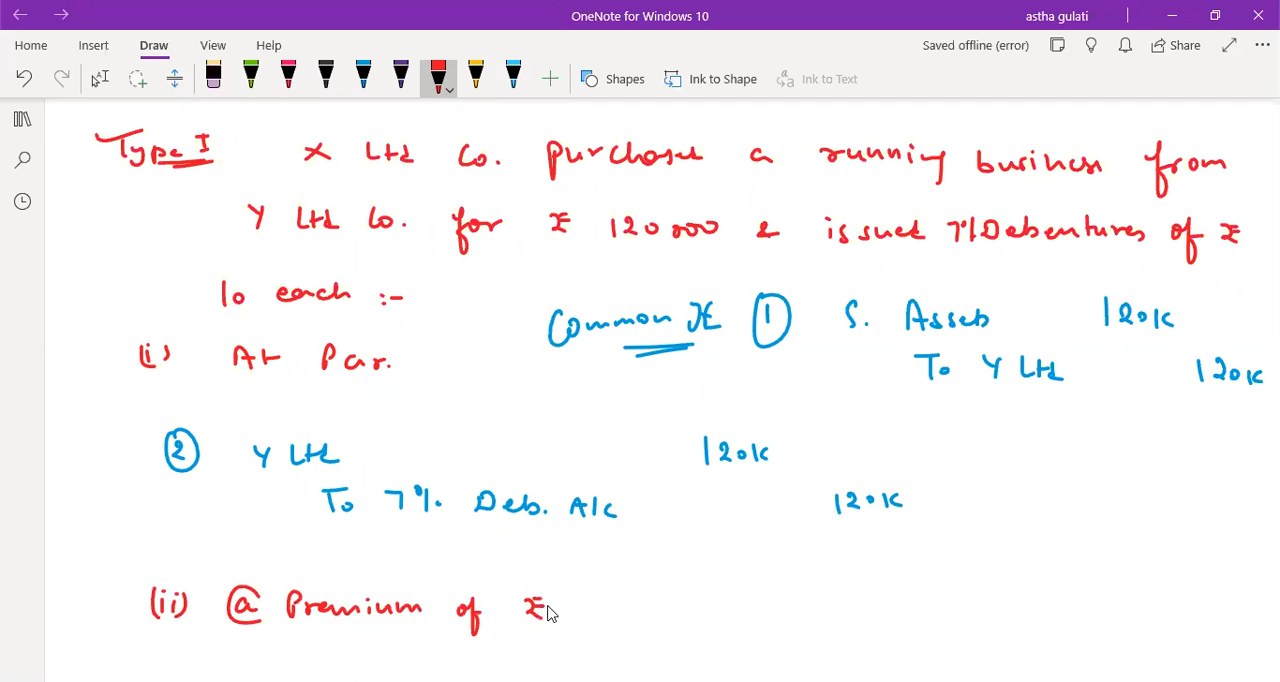 OneNote for Windows 10
astha gulati
Home Insert Draw View Help
Saved offline (error)
Share
Shapes
Ink to Shape
Ink to Text
Type I X Ltd Co. Purchases a running business from
Y Ltd Co. for ₹ 120000 & issued 7% Debentures of ₹
10 each :-
Common JE 1 S. Assets 120K
To Y Ltd 120K
(i) At Par.
2 Y Ltd 120K
To 7% Deb. A/c 120K
(ii) @ Premium of ₹